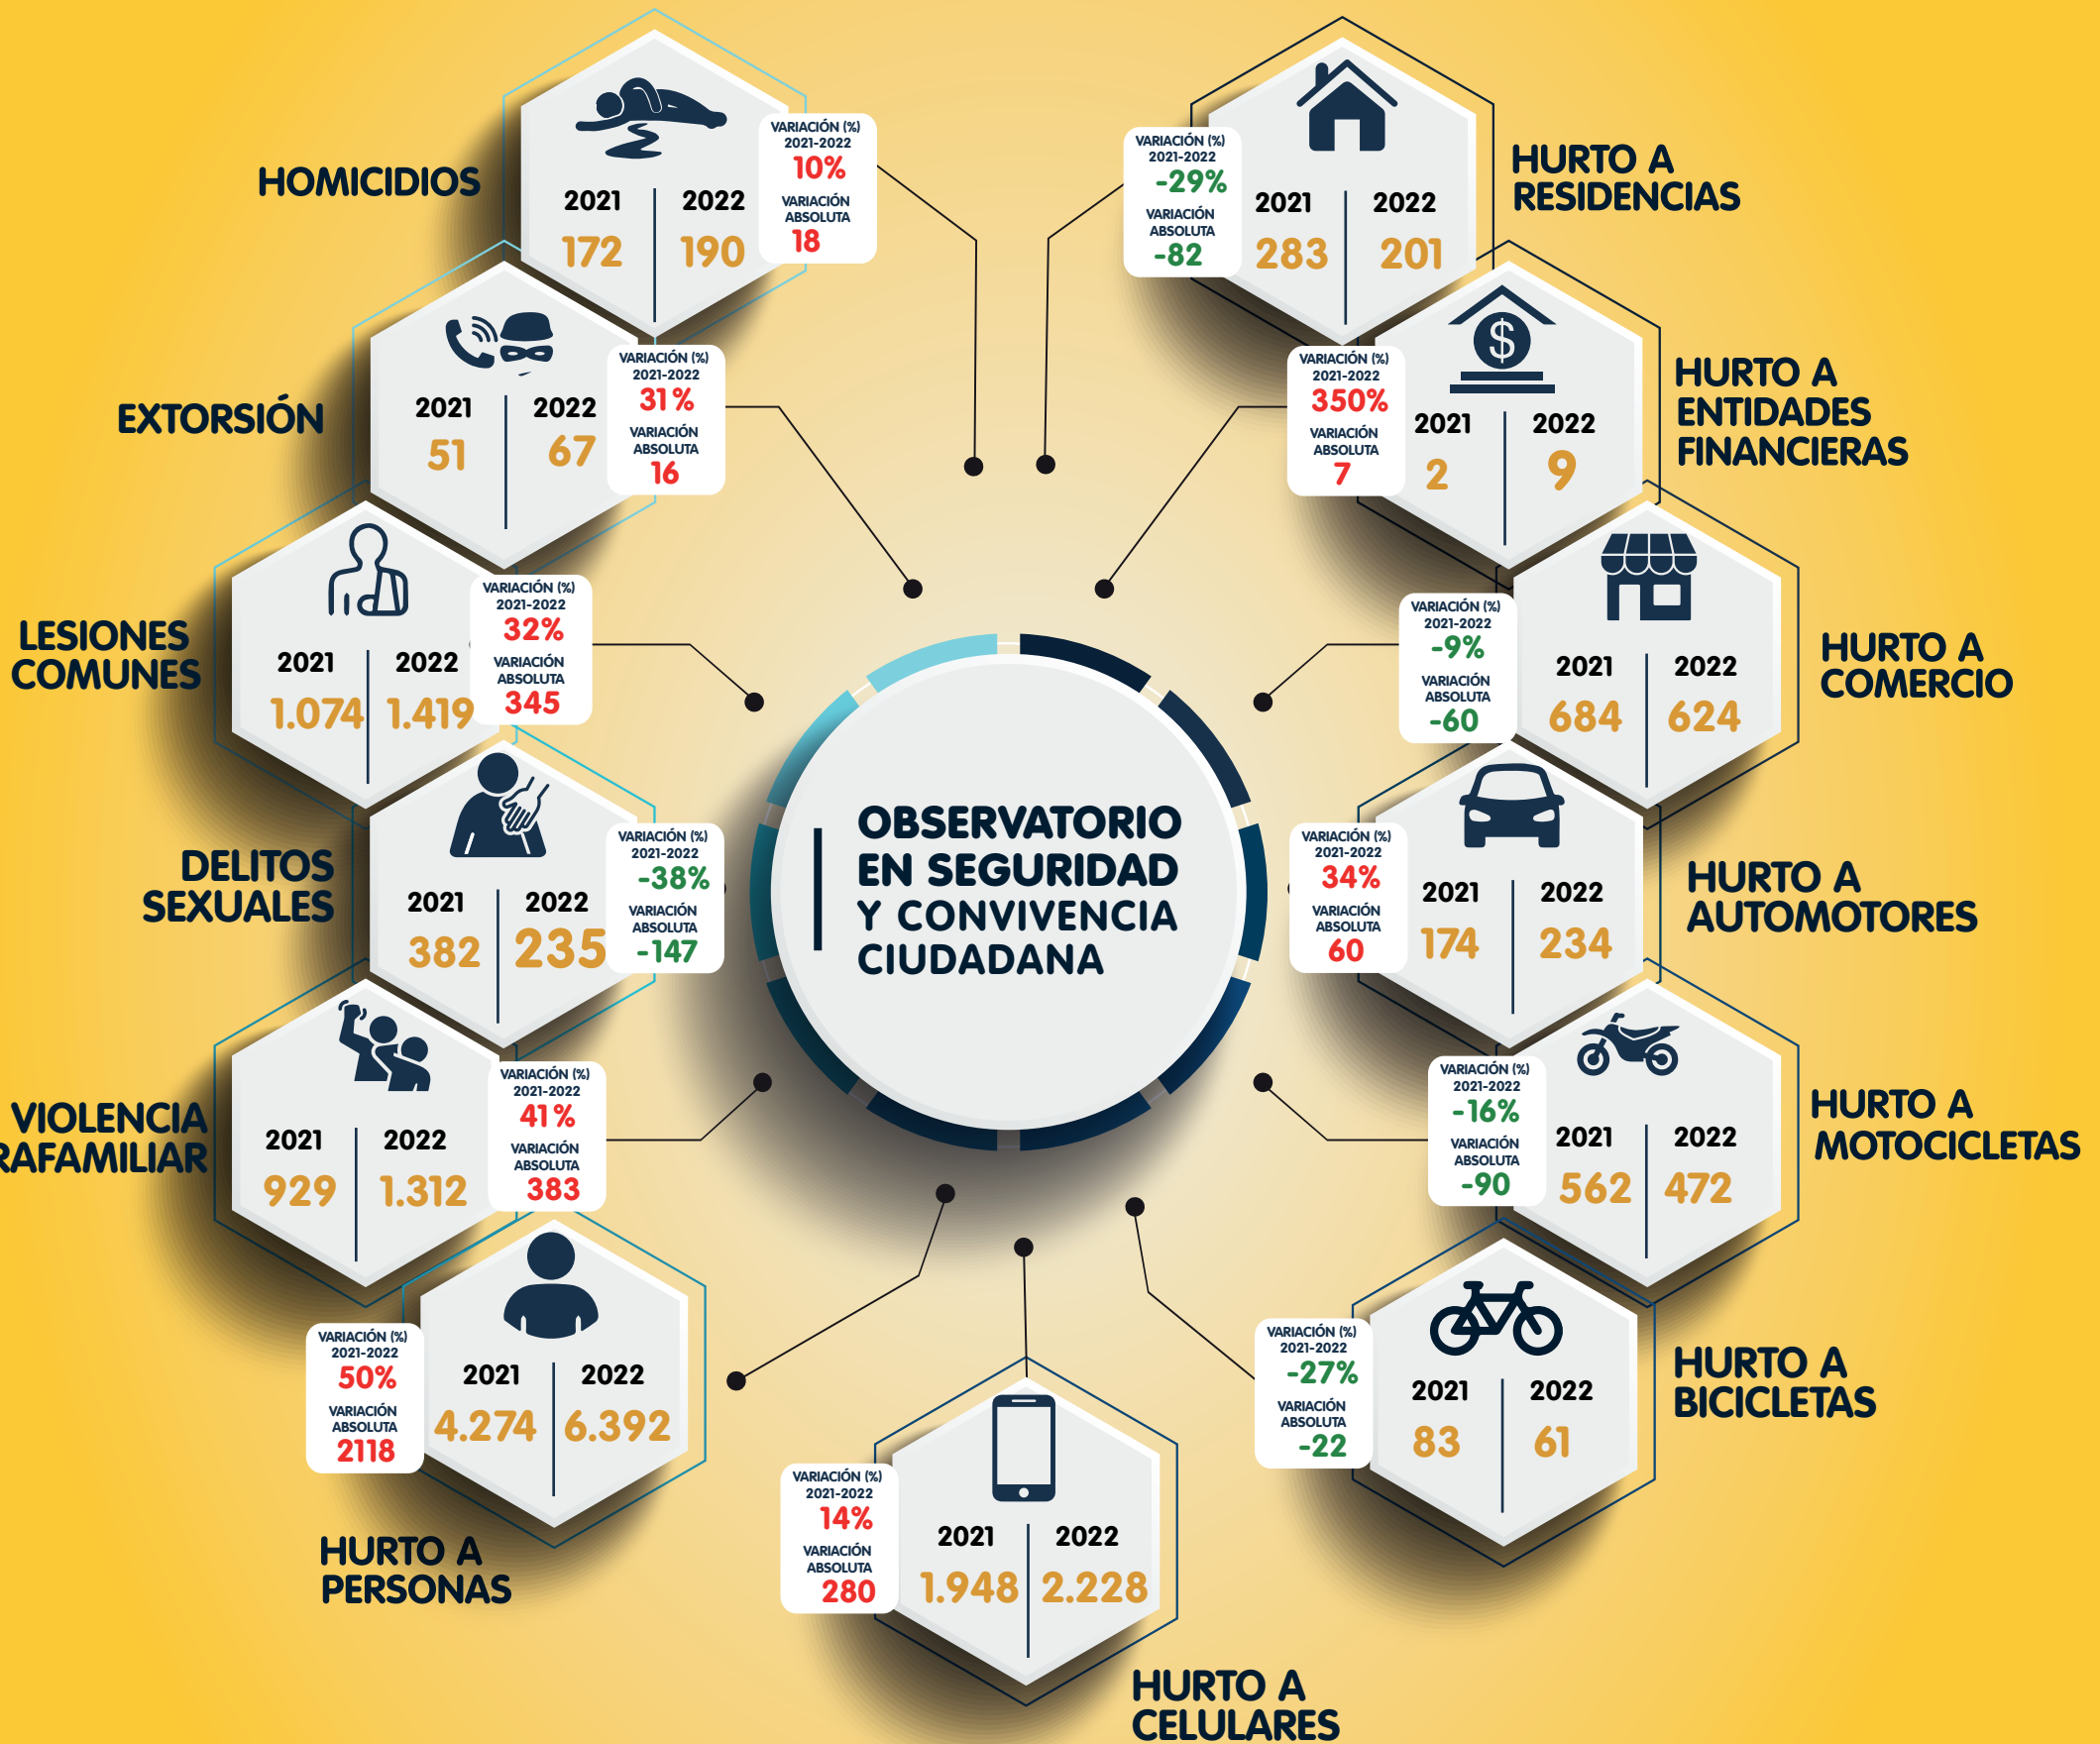 HOMICIDIOS
2021
2022
172
190
VARIACIÓN (%)
2021-2022
10%
VARIACIÓN
ABSOLUTA
18
EXTORSIÓN
2021
2022
51
67
VARIACIÓN (%)
2021-2022
31%
VARIACIÓN
ABSOLUTA
16
LESIONES
COMUNES
2021
2022
1.074
1.419
VARIACIÓN (%)
2021-2022
32%
VARIACIÓN
ABSOLUTA
345
DELITOS
SEXUALES
2021
2022
382
235
VARIACIÓN (%)
2021-2022
-38%
VARIACIÓN
ABSOLUTA
-147
VIOLENCIA
RAFAMILIAR
2021
2022
929
1.312
VARIACIÓN (%)
2021-2022
41%
VARIACIÓN
ABSOLUTA
383
VARIACIÓN (%)
2021-2022
50%
VARIACIÓN
ABSOLUTA
2118
2021
2022
4.274
6.392
HURTO A
PERSONAS
OBSERVATORIO
EN SEGURIDAD
Y CONVIVENCIA
CIUDADANA
VARIACIÓN (%)
2021-2022
14%
VARIACIÓN
ABSOLUTA
280
2021
2022
1.948
2.228
HURTO A
CELULARES
VARIACIÓN (%)
2021-2022
-29%
VARIACIÓN
ABSOLUTA
-82
2021
2022
283
201
HURTO A
RESIDENCIAS
VARIACIÓN (%)
2021-2022
350%
VARIACIÓN
ABSOLUTA
7
$
2021
2022
2
9
HURTO A
ENTIDADES
FINANCIERAS
VARIACIÓN (%)
2021-2022
-9%
VARIACIÓN
ABSOLUTA
-60
2021
2022
684
624
HURTO A
COMERCIO
VARIACIÓN (%)
2021-2022
34%
VARIACIÓN
ABSOLUTA
60
2021
2022
174
234
HURTO A
AUTOMOTORES
VARIACIÓN (%)
2021-2022
-16%
VARIACIÓN
ABSOLUTA
-90
2021
2022
562
472
HURTO A
MOTOCICLETAS
VARIACIÓN (%)
2021-2022
-27%
VARIACIÓN
ABSOLUTA
-22
2021
2022
83
61
HURTO A
BICICLETAS